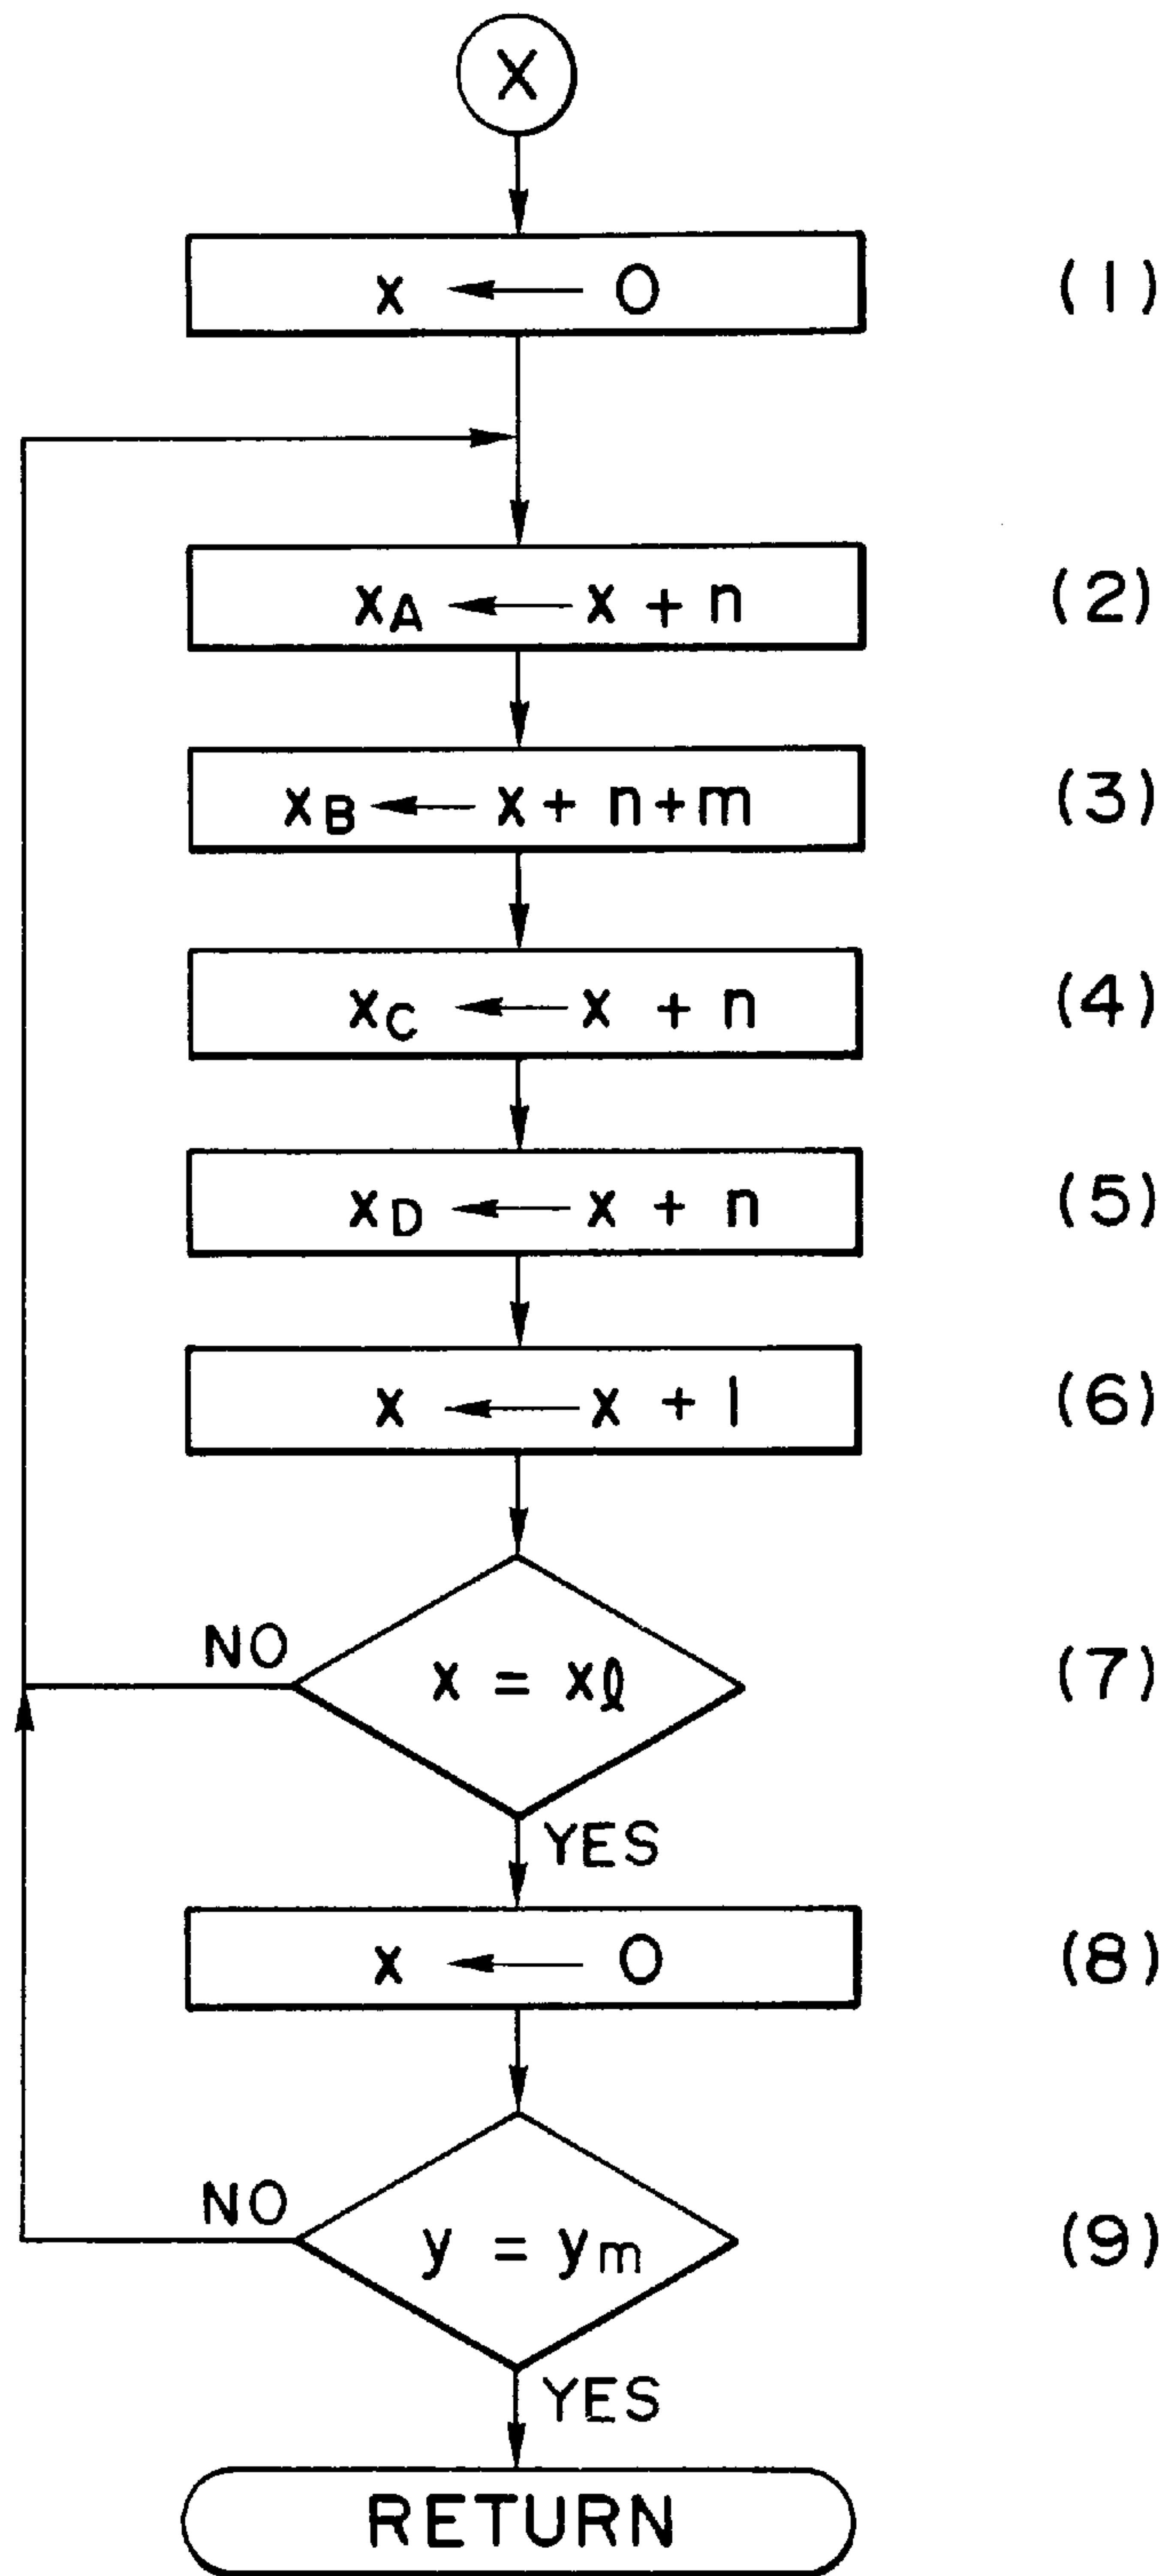 X
x ← 0 (1)
xA ← x + n (2)
xB ← x + n+m (3)
xC ← x + n (4)
xD ← x + n (5)
x ← x + 1 (6)
NO x = xℓ (7)
YES
x ← 0 (8)
NO y = ym (9)
YES
RETURN